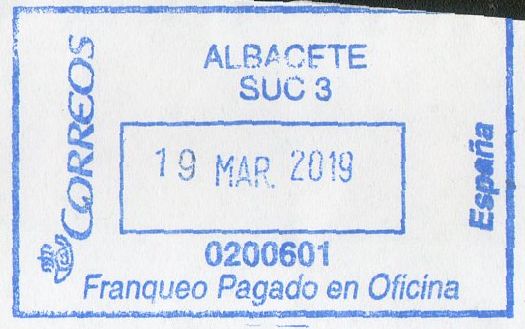 CORREOS
ALBACETE
SUC 3
19 MAR. 2019
0200601
Franqueo Pagado en Oficina
España